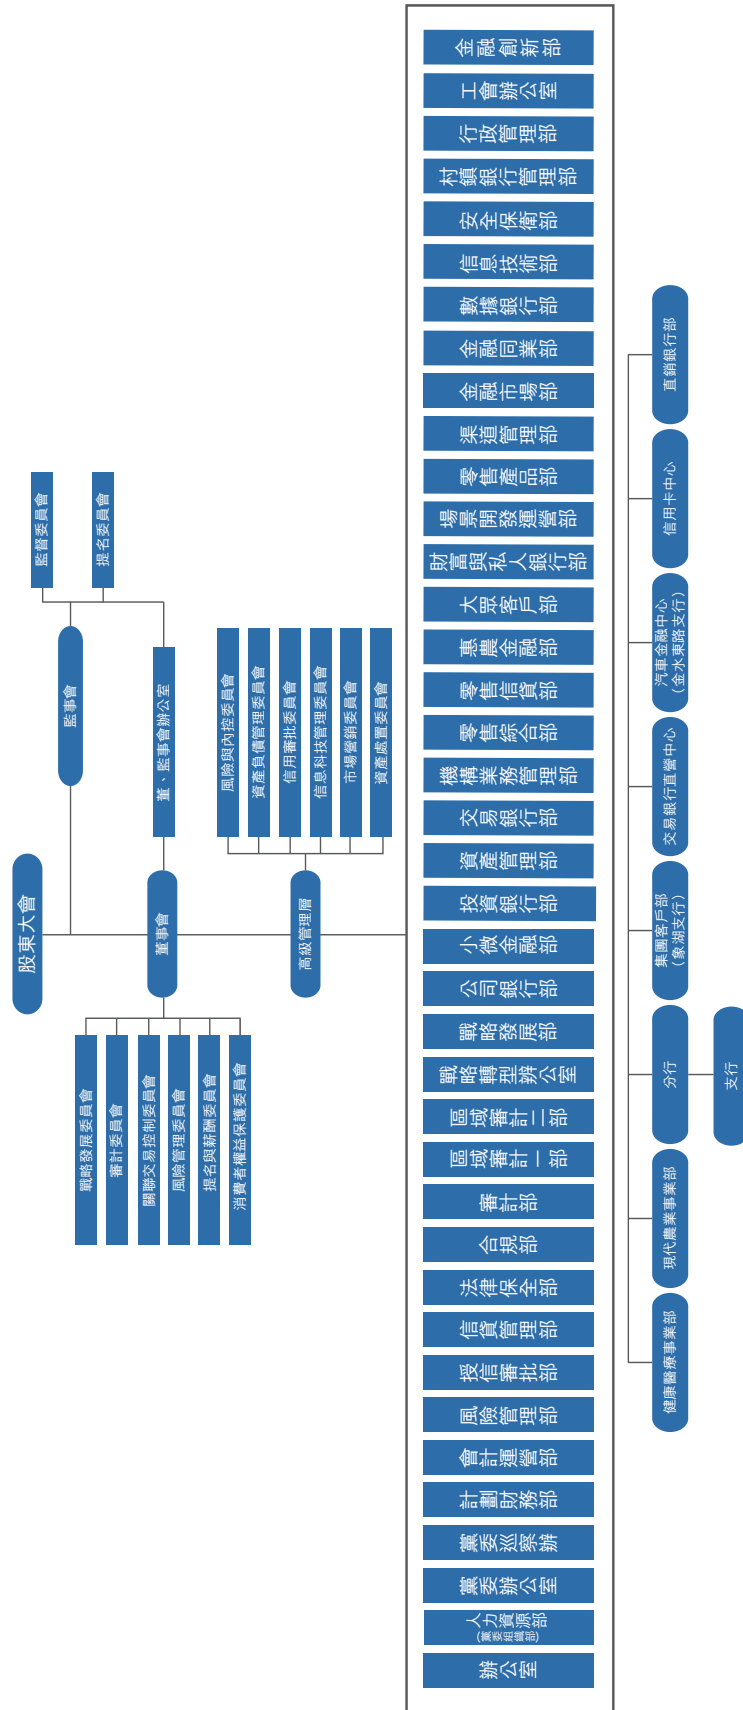 股東大會
監事會
監督委員會
提名委員會
董事會
董、監事會辦公室
戰略發展委員會
審計委員會
關聯交易控制委員會
風險管理委員會
提名與薪酬委員會
消費者權益保護委員會
高級管理層
風險與內控委員會
資產負債管理委員會
信用審批委員會
信息科技管理委員會
市場營銷委員會
資產處置委員會
辦公室
人力資源部
(黨委組織部)
黨委辦公室
黨委巡察辦
計劃財務部
會計運營部
風險管理部
授信審批部
信貸管理部
法律保全部
合規部
審計部
區域審計一部
區域審計二部
戰略轉型辦公室
戰略發展部
公司銀行部
小微金融部
投資銀行部
資產管理部
交易銀行部
機構業務管理部
零售綜合部
零售信貸部
惠農金融部
大眾客戶部
財富與私人銀行部
場景開發運營部
零售產品部
渠道管理部
金融市場部
金融同業部
數據銀行部
信息技術部
安全保衛部
村鎮銀行管理部
行政管理部
工會辦公室
金融創新部
健康醫療事業部
現代農業事業部
分行
支行
集團客戶部
（象湖支行）
交易銀行直營中心
汽車金融中心
（金水東路支行）
信用卡中心
直銷銀行部